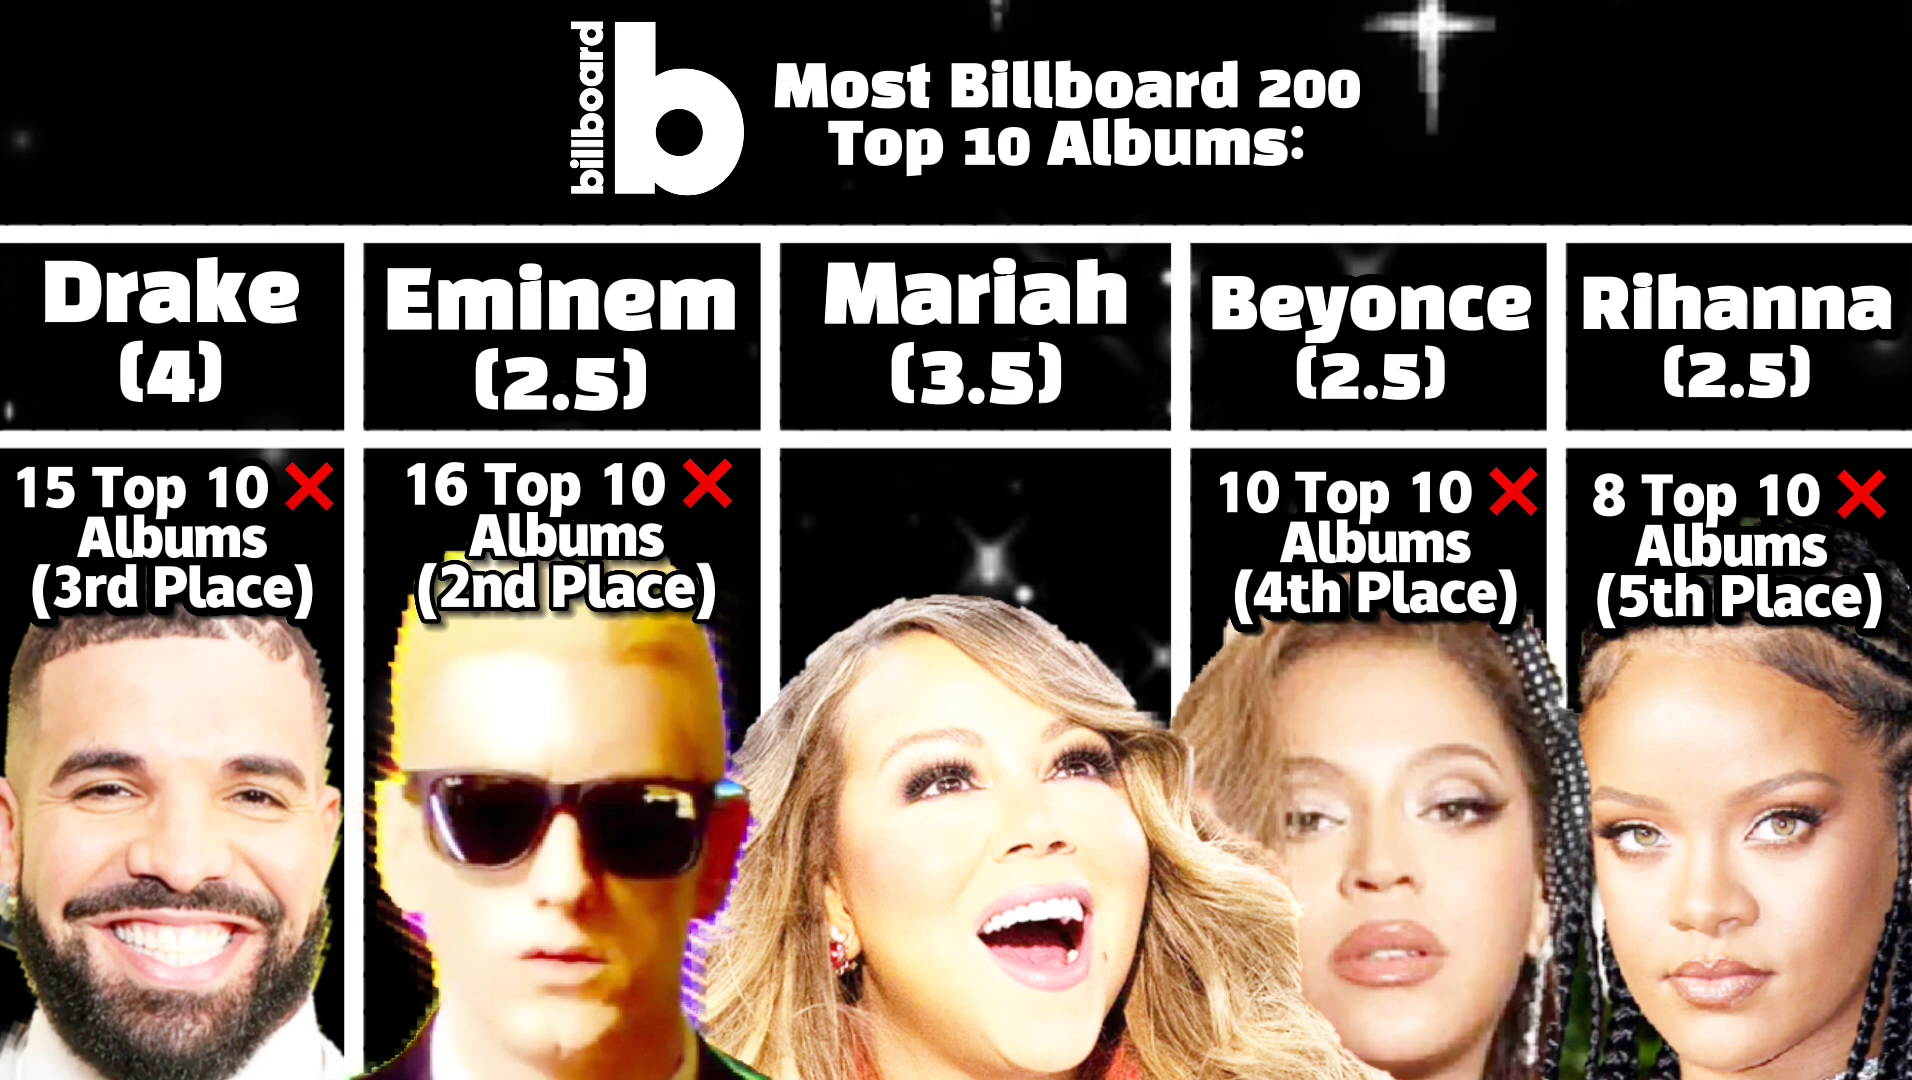 billboard
b
Most Billboard 200
Top 10 Albums:
Drake
(4)
Eminem
(2.5)
Mariah
(3.5)
Beyonce
(2.5)
Rihanna
(2.5)
15 Top 10 ❌
Albums
(3rd Place)
16 Top 10 ❌
Albums
(2nd Place)
10 Top 10 ❌
Albums
(4th Place)
8 Top 10 ❌
Albums
(5th Place)